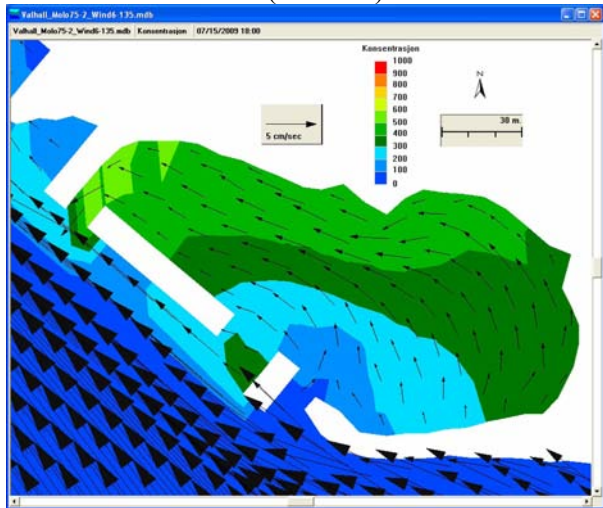 Valhall_Molo75-2_Wind6-135.mdb
Valhall_Molo75-2_Wind6-135.mdb Konsentrasjon 07/15/2009 18:00
Konsentrasjon
1000
900
800
700
600
500
400
300
200
100
0
5 cm/sec
N
30 m.